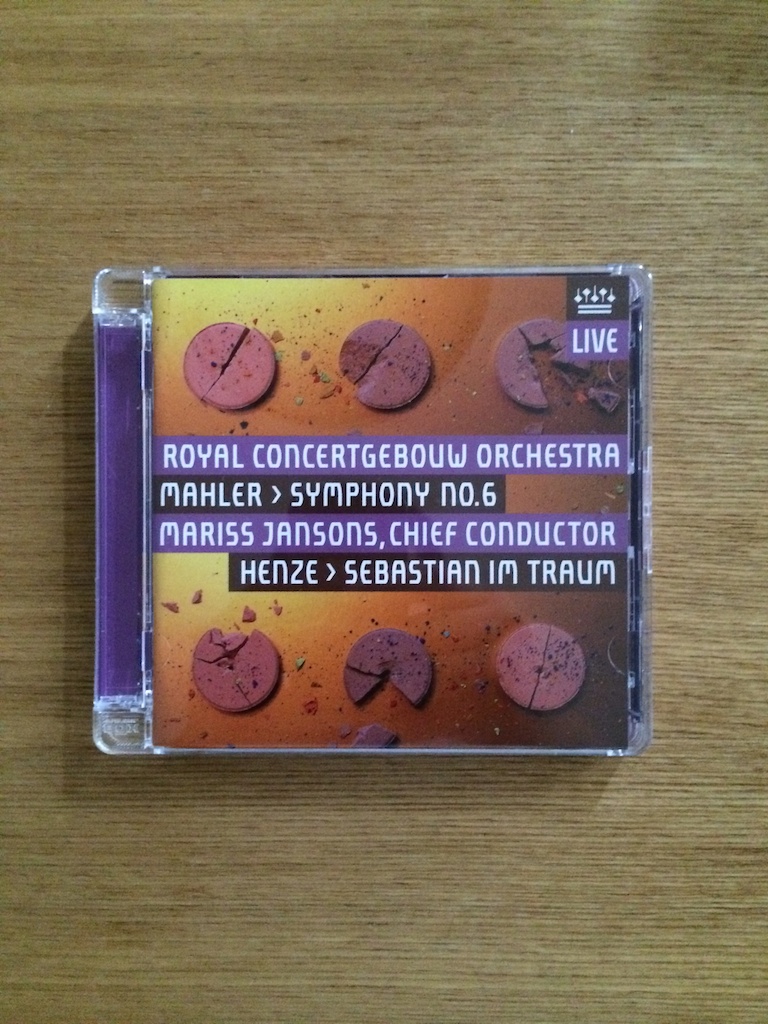 LIVE
ROYAL CONCERTGEBOUW ORCHESTRA
MAHLER > SYMPHONY NO.6
MARISS JANSONS, CHIEF CONDUCTOR
HENZE > SEBASTIAN IM TRAUM